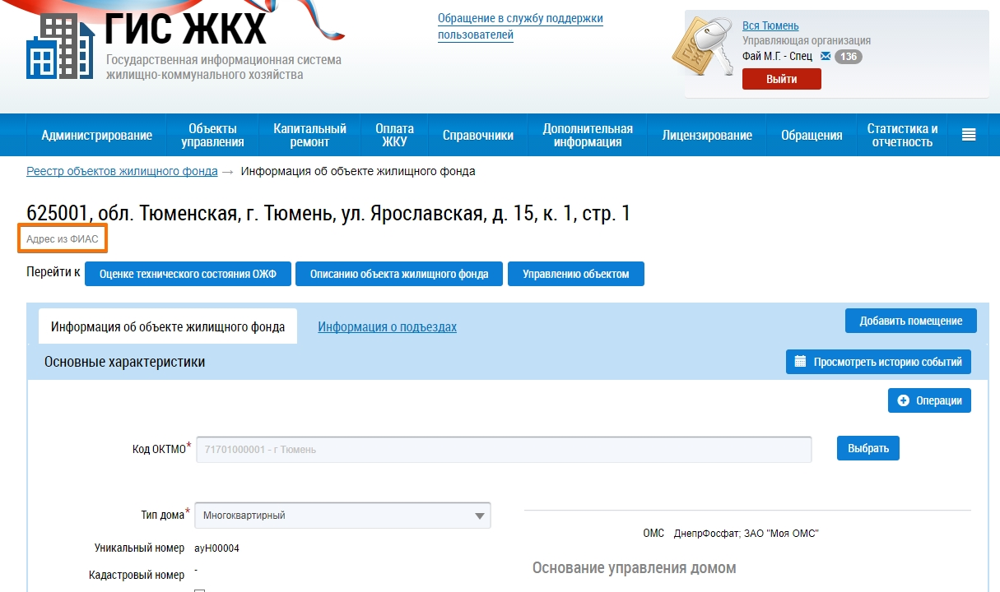 ГИС ЖКХ
Государственная информационная система
жилищно-коммунального хозяйства
Обращение в службу поддержки
пользователей
ГИС
ЖК
Вся Тюмень
Управляющая организация
Фай М.Г. - Спец 136
Выйти
Администрирование
Объекты
управления
Капитальный
ремонт
Оплата
ЖКУ
Справочники
Дополнительная
информация
Лицензирование
Обращения
Статистика и
отчетность
Реестр объектов жилищного фонда → Информация об объекте жилищного фонда
625001, обл. Тюменская, г. Тюмень, ул. Ярославская, д. 15, к. 1, стр. 1
Адрес из ФИАС
Перейти к Оценке технического состояния ОЖФ Описанию объекта жилищного фонда Управлению объектом
Информация об объекте жилищного фонда Информация о подъездах Добавить помещение
Основные характеристики Просмотреть историю событий
Операции
Код ОКТМО* 71701000001 - г Тюмень Выбрать
Тип дома* Многоквартирный
ОМС ДнепрФосфат; ЗАО "Моя ОМС"
Уникальный номер ауН00004
Основание управления домом
Кадастровый номер -